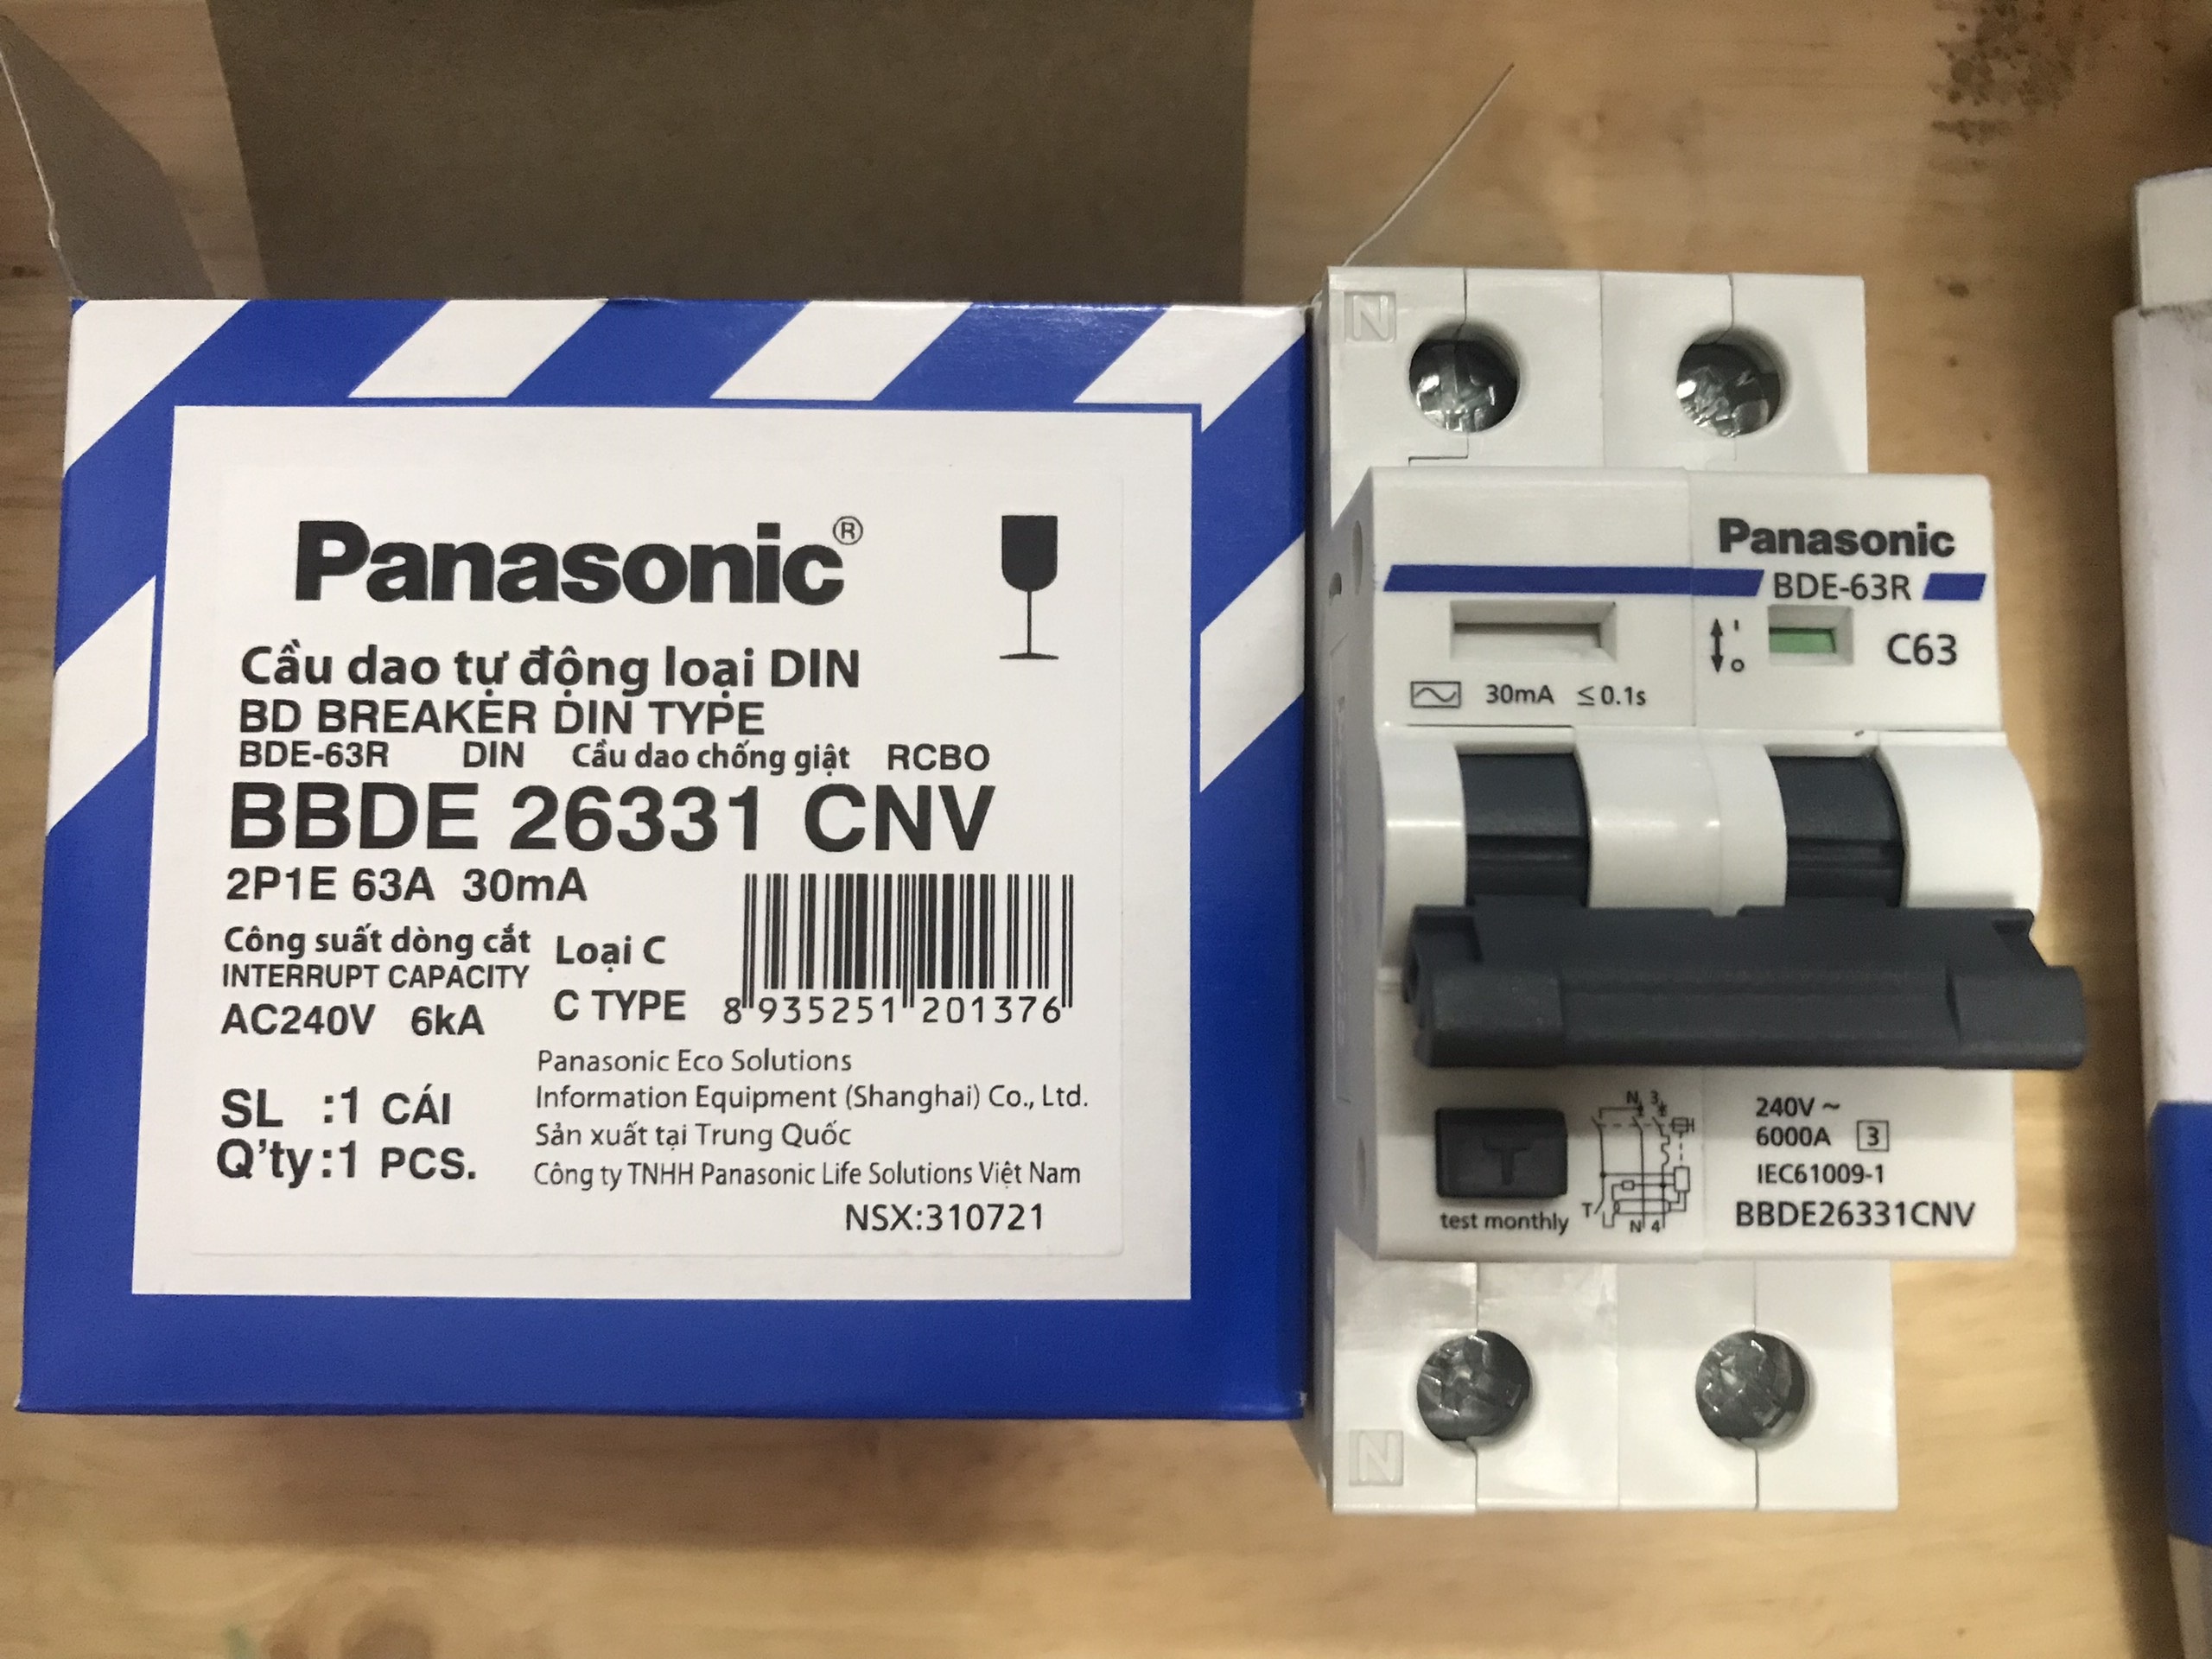 Panasonic®
Cầu dao tự động loại DIN
BD BREAKER DIN TYPE
BDE-63R DIN Cầu dao chống giật RCBO
BBDE 26331 CNV
2P1E 63A 30mA
Công suất dòng cắt
INTERRUPT CAPACITY
AC240V 6kA
Loại C
C TYPE
8 935251 201376
SL :1 CÁI
Q'ty :1 PCS.
Panasonic Eco Solutions
Information Equipment (Shanghai) Co., Ltd.
Sản xuất tại Trung Quốc
Công ty TNHH Panasonic Life Solutions Việt Nam
NSX:310721
N
Panasonic
BDE-63R
I
O
C63
30mA ≤0.1s
T
test monthly
N 3
T
N 4
240V ~
6000A 3
IEC61009-1
BBDE26331CNV
N